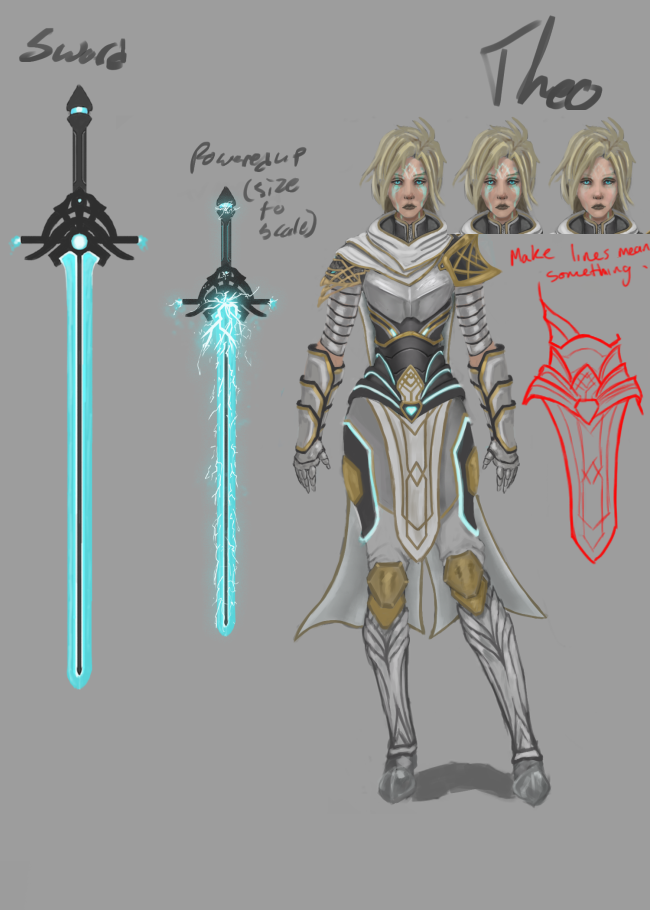 Sword
Theo
Powered up
(size
to
scale)
Make lines mean
something.